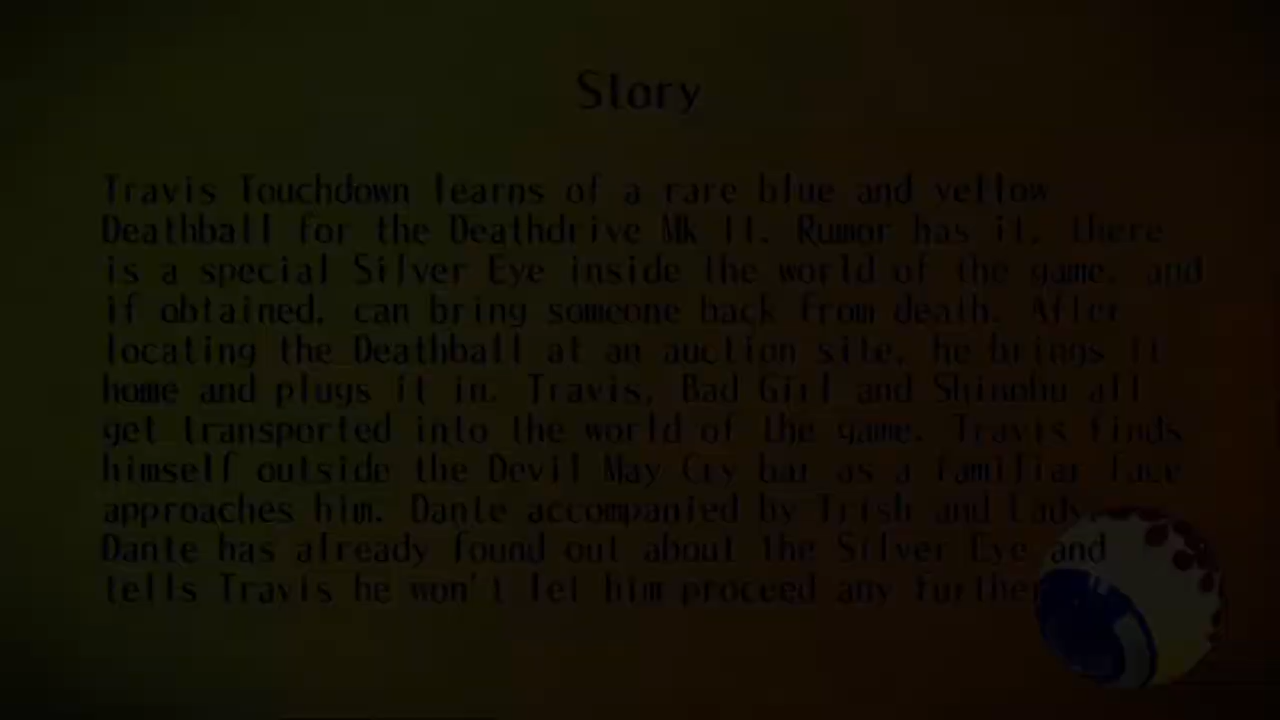 Story
Travis Touchdown learns of a rare blue and yellow
Deathball for the Deathdrive Mk II. Rumor has it, there
is a special Silver Eye inside the world of the game, and
if obtained, can bring someone back from death. After
locating the Deathball at an auction site, he brings it
home and plugs it in. Travis, Bad Girl and Shinobu all
get transported into the world of the game. Travis finds
himself outside the Devil May Cry bar as a familiar face
approaches him. Dante accompanied by Trish and Lady.
Dante has already found out about the Silver Eye and
tells Travis he won't let him proceed any further